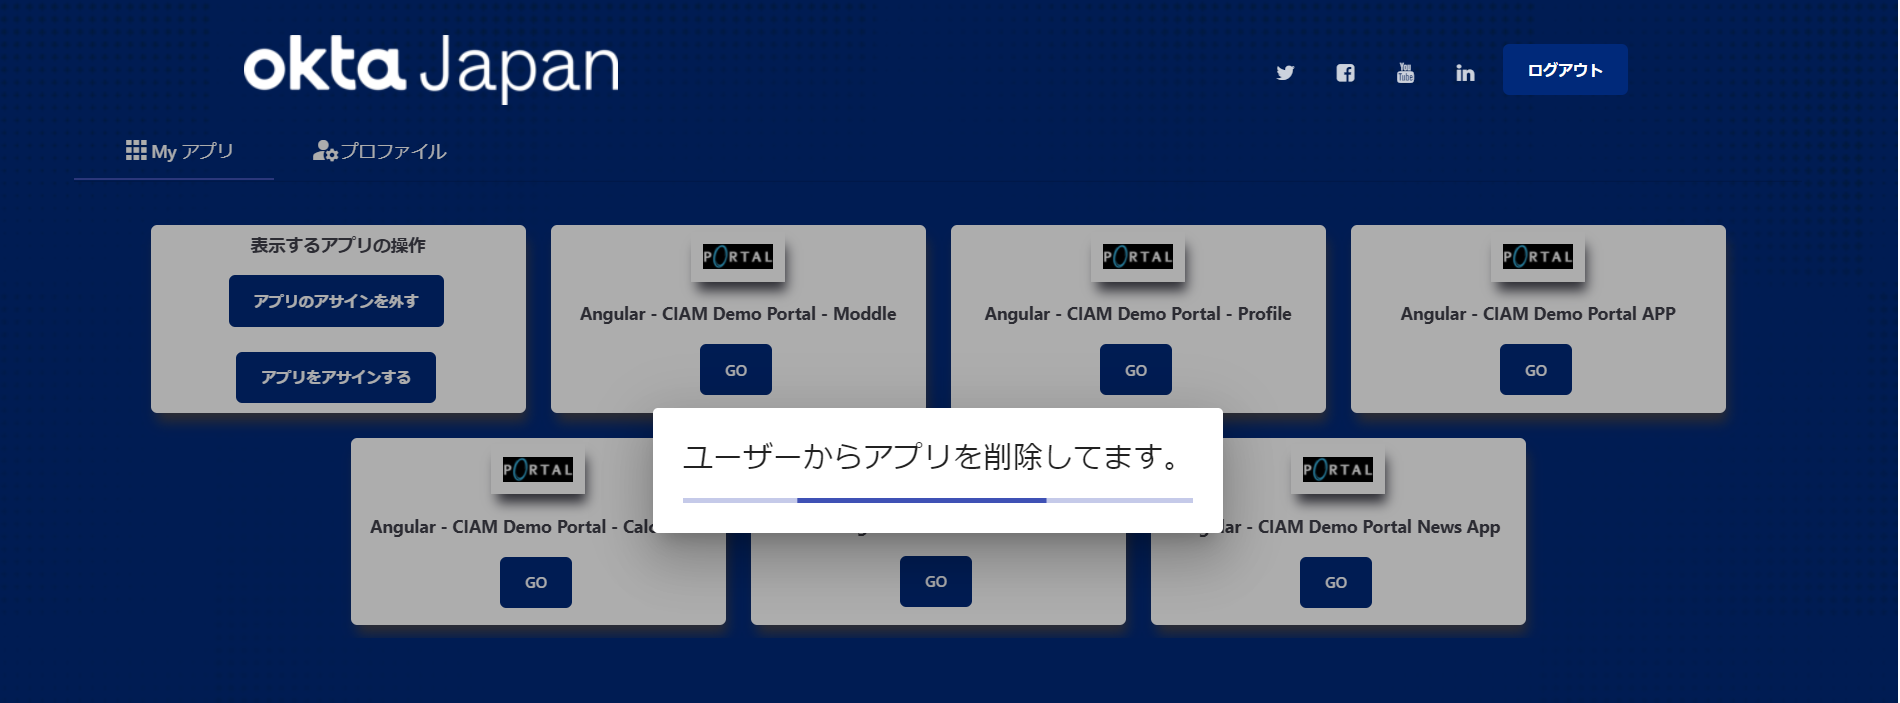 okta Japan
You
Tube
ログアウト
My アプリ
プロファイル
表示するアプリの操作
アプリのアサインを外す
アプリをアサインする
PORTAL
Angular - CIAM Demo Portal - Moddle
GO
PORTAL
Angular - CIAM Demo Portal - Profile
GO
PORTAL
Angular - CIAM Demo Portal APP
GO
ユーザーからアプリを削除してます。
PORTAL
Angular - CIAM Demo Portal -
GO
GO
PORTAL
- CIAM Demo Portal News App
GO